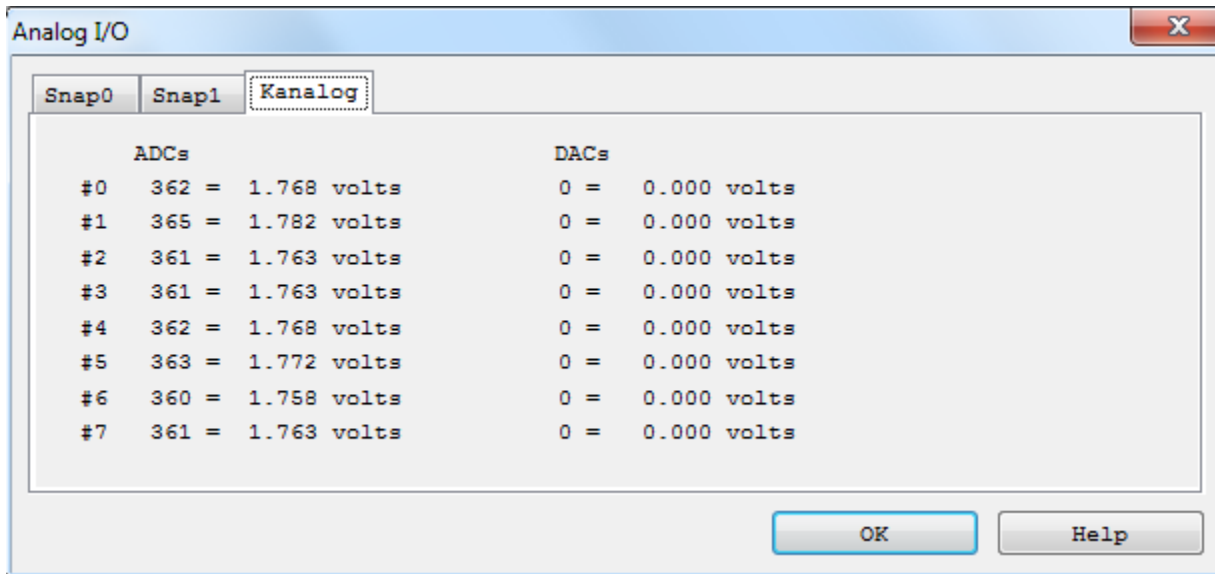 Analog I/O
Snap0 Snap1 Kanalog
ADCs DACs
#0 362 = 1.768 volts 0 = 0.000 volts
#1 365 = 1.782 volts 0 = 0.000 volts
#2 361 = 1.763 volts 0 = 0.000 volts
#3 361 = 1.763 volts 0 = 0.000 volts
#4 362 = 1.768 volts 0 = 0.000 volts
#5 363 = 1.772 volts 0 = 0.000 volts
#6 360 = 1.758 volts 0 = 0.000 volts
#7 361 = 1.763 volts 0 = 0.000 volts
OK Help